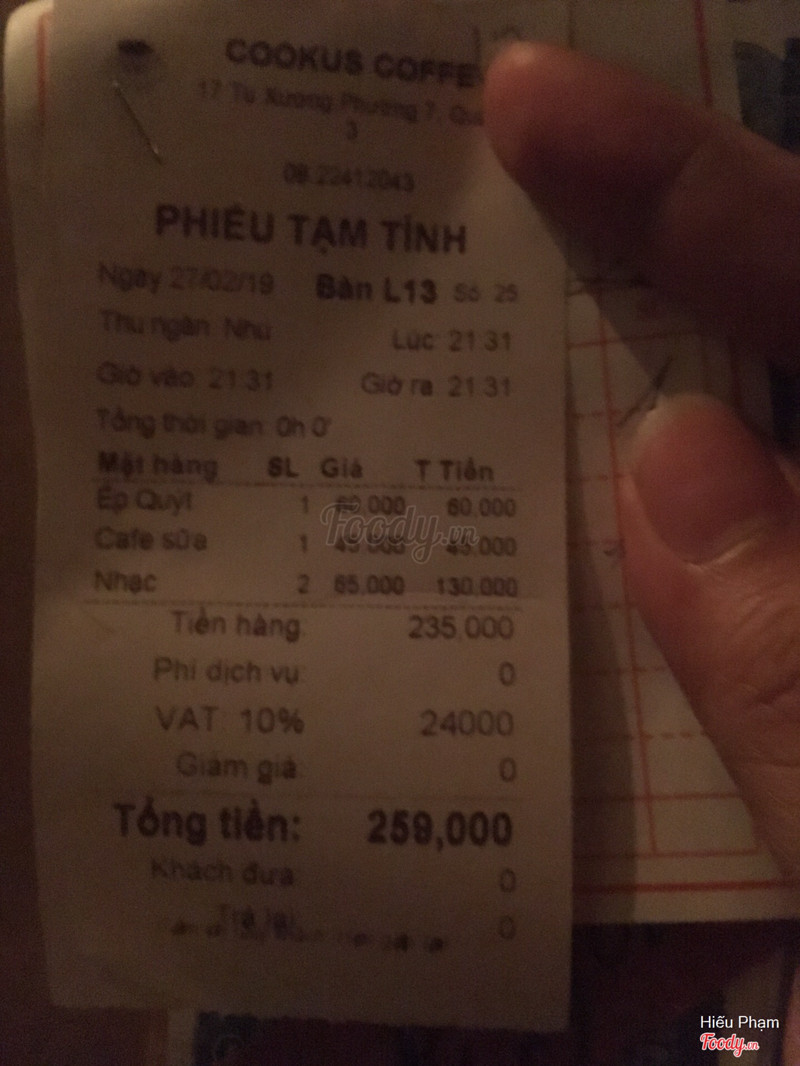 COOKUS COFFE
17 Tú Xương, Phường 7, Qu
3
08.22412043
PHIẾU TẠM TÍNH
Ngày 27/02/19 Bàn L13 Số 25
Thu ngân: Như Lúc 21:31
Giờ vào: 21:31 Giờ ra 21:31
Tổng thời gian: 0h 0'
Mặt hàng SL Giá T Tiền
Ép Quýt 1 60,000 60,000
Cafe sữa 1 45,000 45,000
Nhạc 2 65,000 130,000
Tiền hàng: 235,000
Phí dịch vụ: 0
VAT: 10% 24000
Giảm giá: 0
Tổng tiền: 259,000
Khách đưa: 0
Trả lại 0
Foody.vn
Hiếu Phạm
Foody.vn